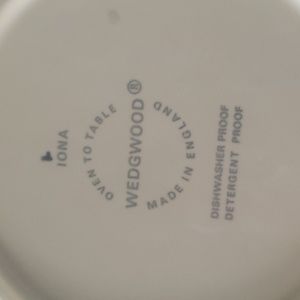 IONA
OVEN TO TABLE
WEDGWOOD®
MADE IN ENGLAND
DISHWASHER PROOF
DETERGENT PROOF